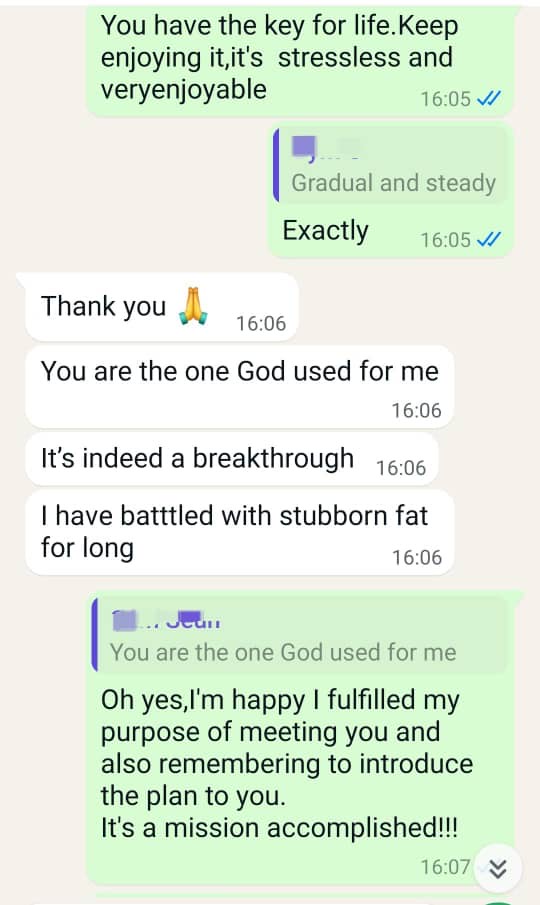 You have the key for life.Keep
enjoying it,it's  stressless and
veryenjoyable
16:05
Gradual and steady
Exactly
16:05
Thank you 🙏
16:06
You are the one God used for me
16:06
It’s indeed a breakthrough
16:06
I have batttled with stubborn fat
for long
16:06
You are the one God used for me
Oh yes,I'm happy I fulfilled my
purpose of meeting you and
also remembering to introduce
the plan to you.
It's a mission accomplished!!!
16:07